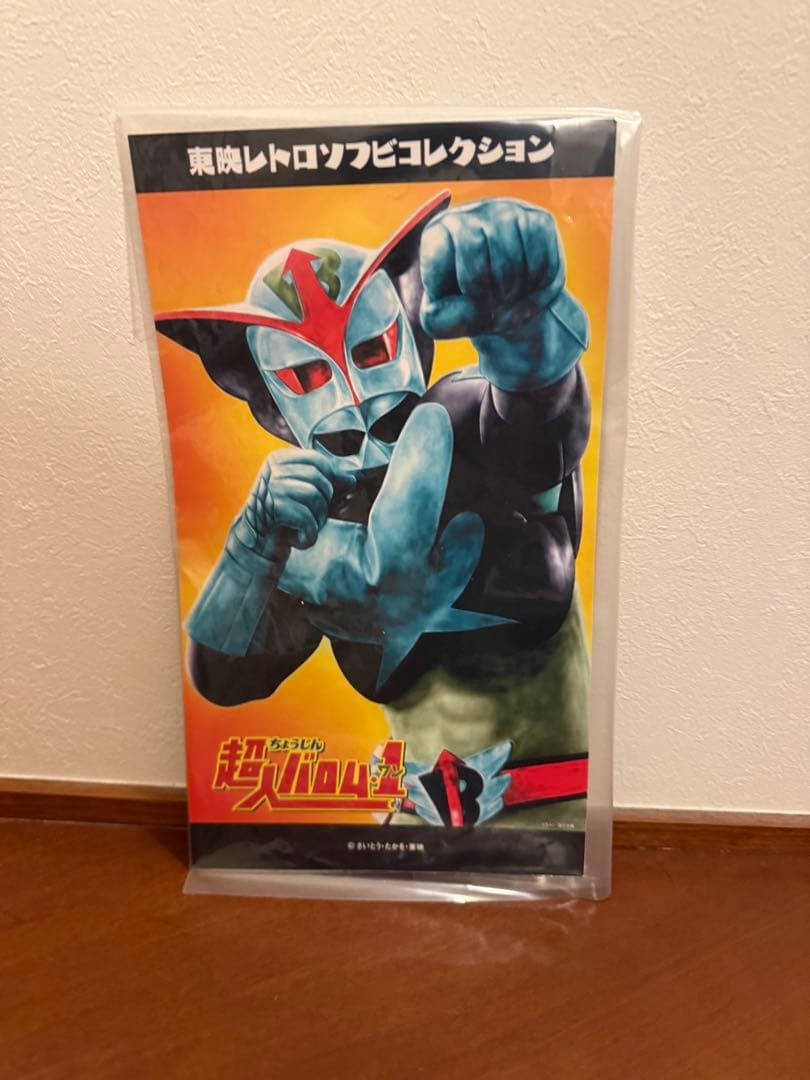 東映レトロソフビコレクション
VB
ちょうじん
超人バロム・1
ワン
B
© さいとう・たかを・東映